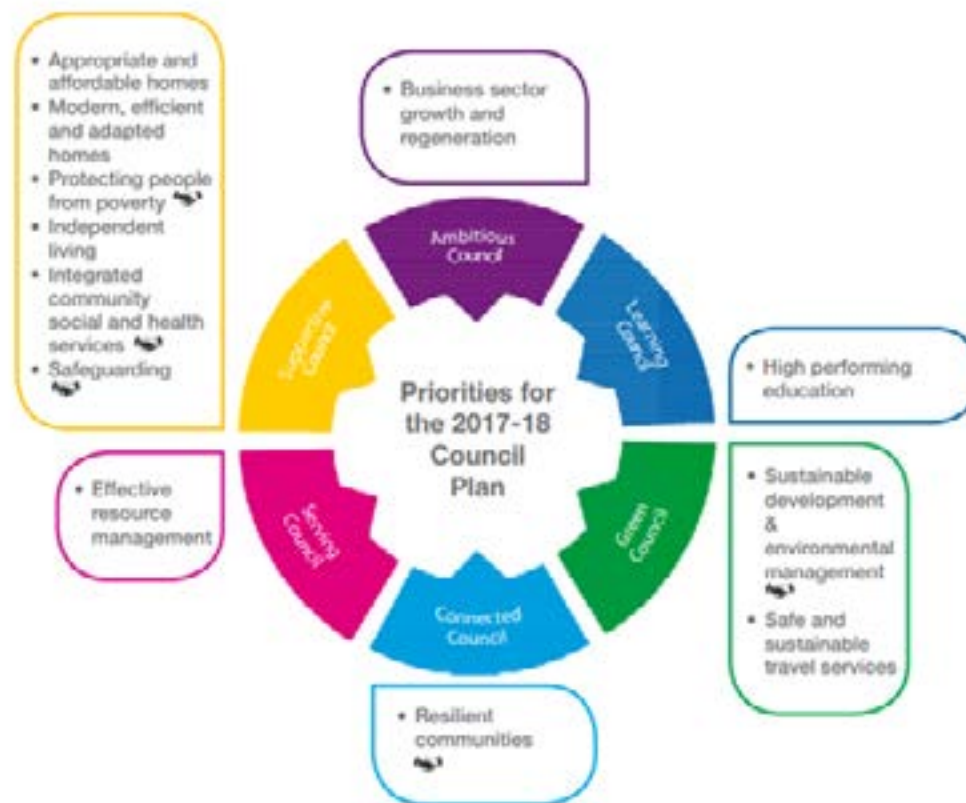 • Appropriate and
affordable homes
• Modern, efficient
and adapted
homes
• Protecting people
from poverty
• Independent
living
• Integrated
community
social and health
services
• Safeguarding
• Business sector
growth and
regeneration
Ambitious
Council
Supportive
Council
Learning
Council
• High performing
education
Priorities for
the 2017-18
Council
Plan
• Effective
resource
management
Serving
Council
Green
Council
• Sustainable
development
&
environmental
management
• Safe and
sustainable
travel services
Connected
Council
• Resilient
communities